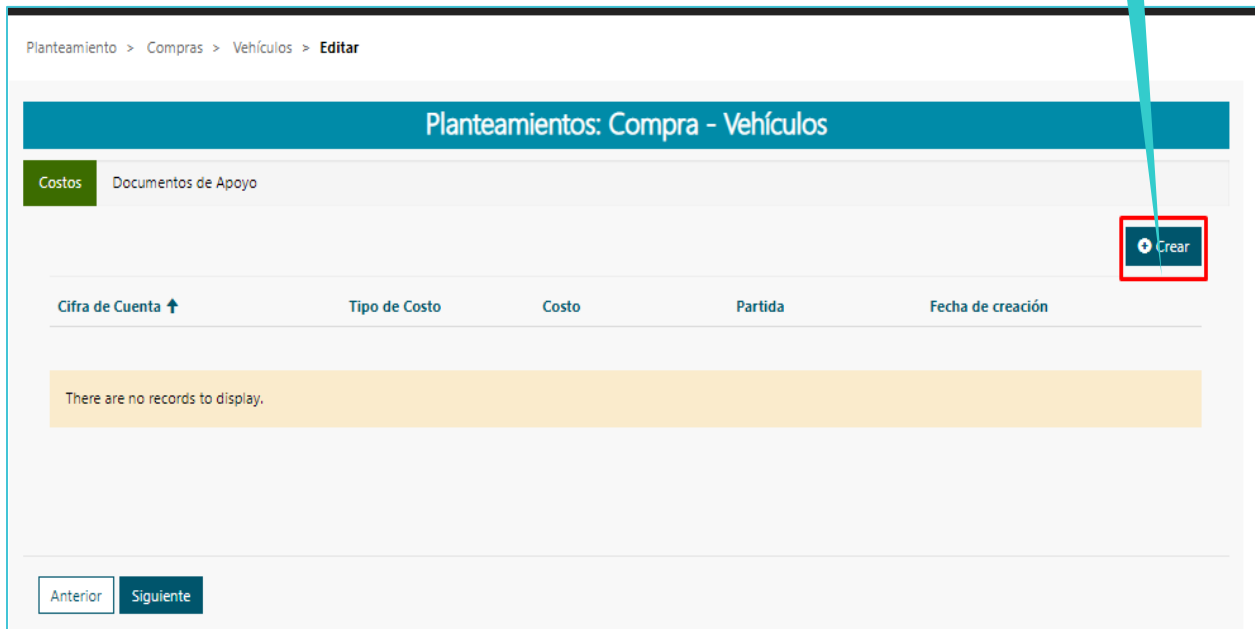 Planteamiento > Compras > Vehículos > Editar
Planteamientos: Compra - Vehículos
Costos Documentos de Apoyo
Crear
Cifra de Cuenta Tipo de Costo Costo Partida Fecha de creación
There are no records to display.
Anterior Siguiente